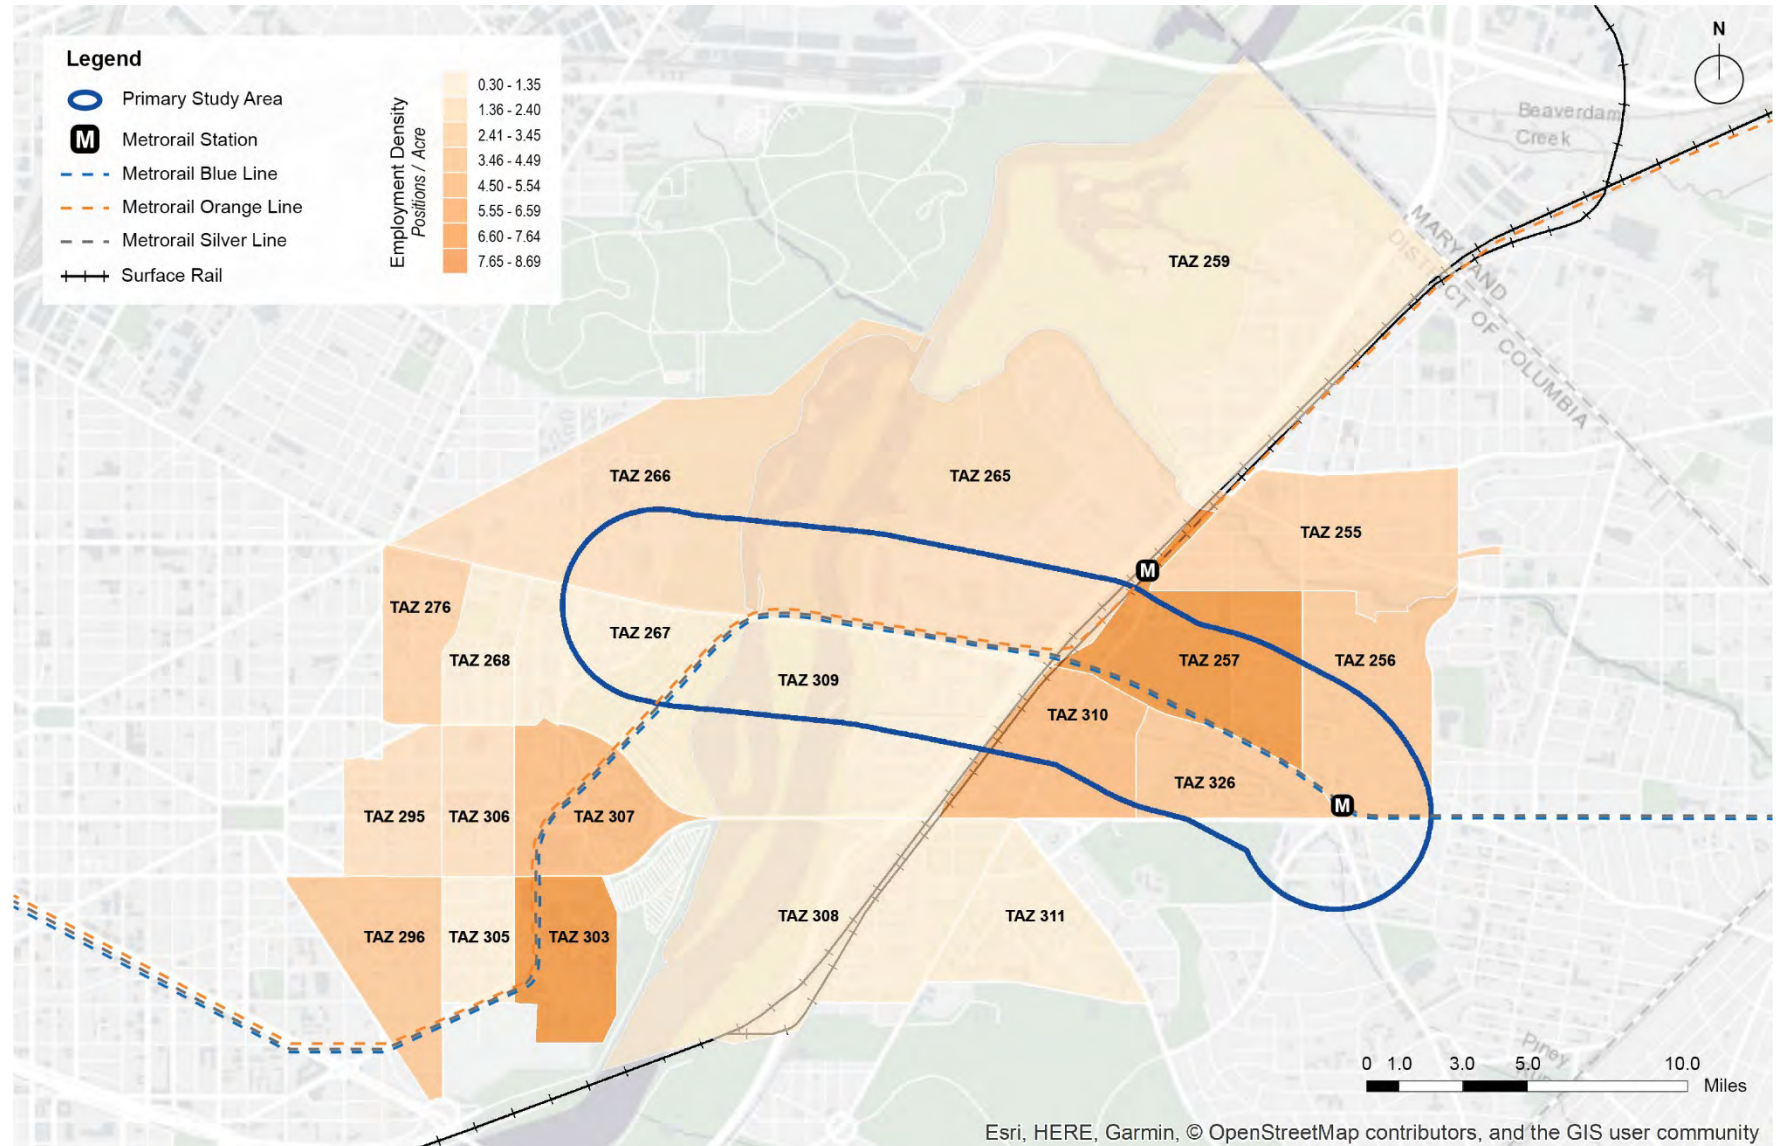 Legend
Primary Study Area
Metrorail Station
Metrorail Blue Line
Metrorail Orange Line
Metrorail Silver Line
Surface Rail
Employment Density
Positions / Acre
0.30 - 1.35
1.36 - 2.40
2.41 - 3.45
3.46 - 4.49
4.50 - 5.54
5.55 - 6.59
6.60 - 7.64
7.65 - 8.69
M
N
Beaverdam
Creek
MARYLAND
DISTRICT OF COLUMBIA
TAZ 259
TAZ 266
TAZ 265
TAZ 255
M
TAZ 276
TAZ 267
TAZ 268
TAZ 257
TAZ 256
TAZ 309
TAZ 310
TAZ 326
M
TAZ 295
TAZ 306
TAZ 307
TAZ 296
TAZ 305
TAZ 303
TAZ 308
TAZ 311
Piney
0 1.0 3.0 5.0 10.0
Miles
Esri, HERE, Garmin, © OpenStreetMap contributors, and the GIS user community